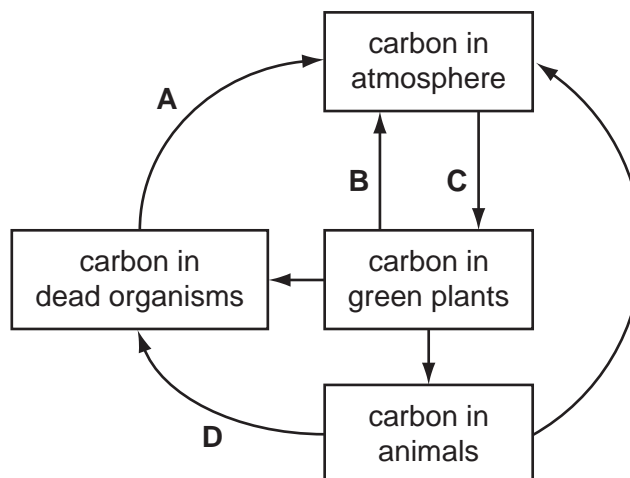 carbon in
atmosphere
A
B
C
carbon in
dead organisms
carbon in
green plants
D
carbon in
animals